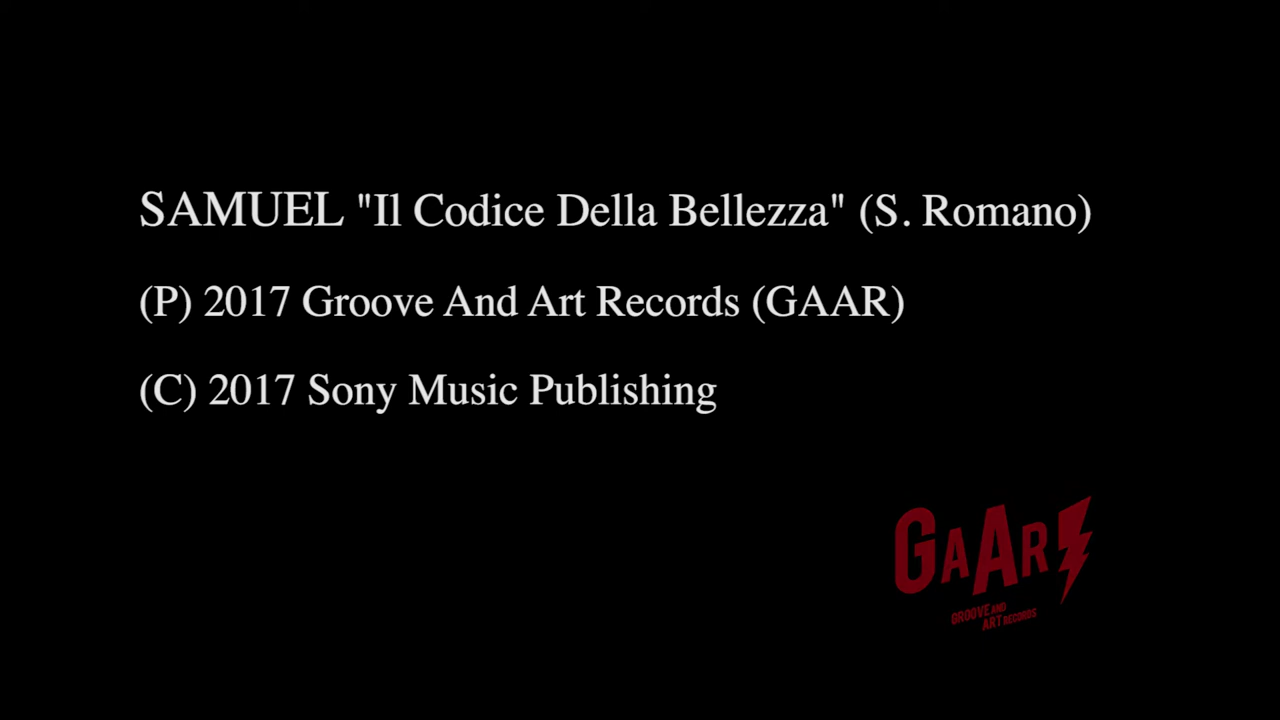 SAMUEL "Il Codice Della Bellezza" (S. Romano)
(P) 2017 Groove And Art Records (GAAR)
(C) 2017 Sony Music Publishing
GAAR
GROOVE AND
ART RECORDS